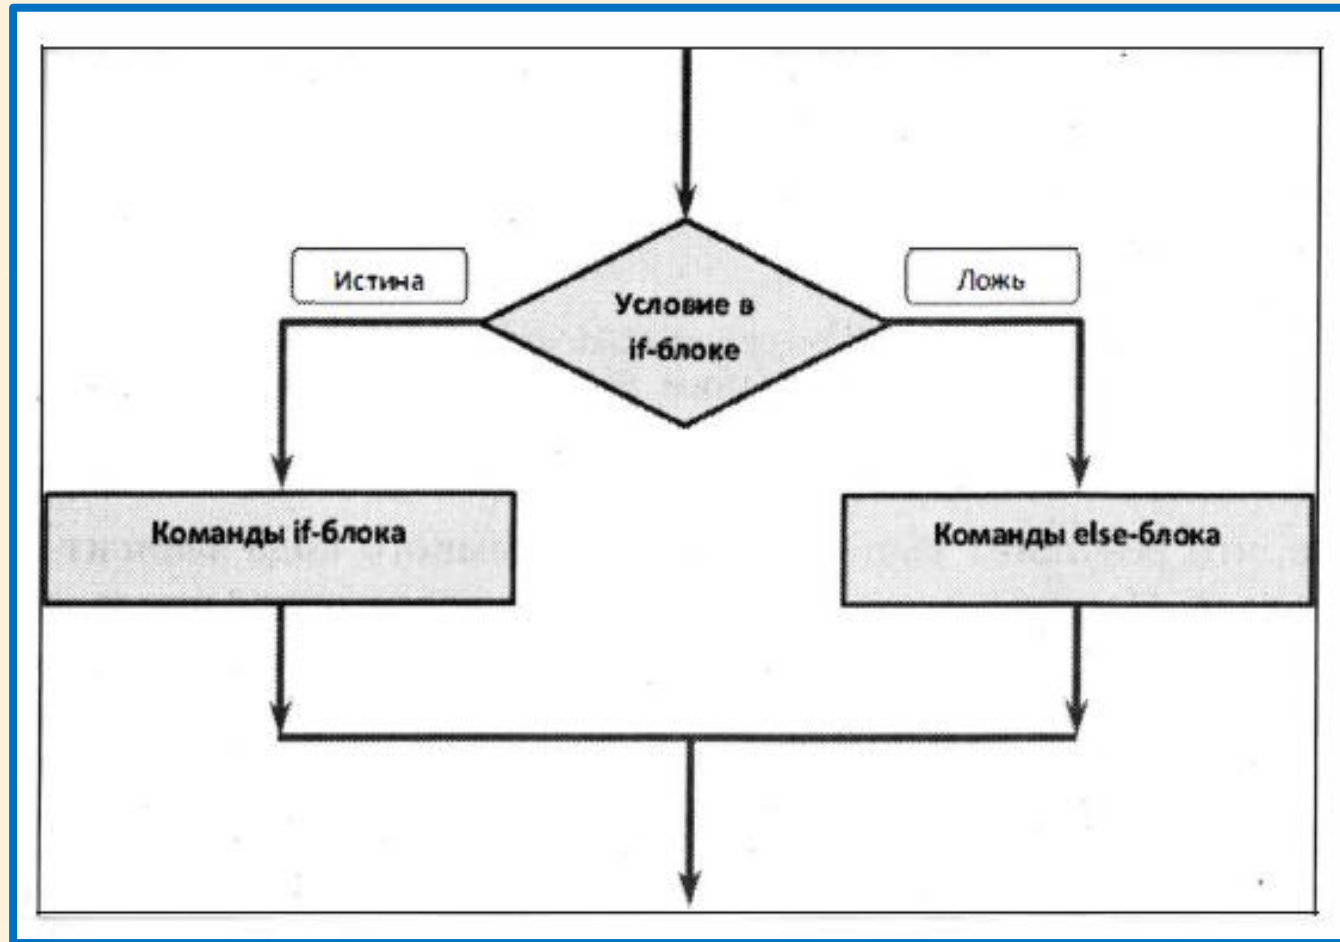 Истина
Условие в
if-блоке
Ложь
Команды if-блока
Команды else-блока